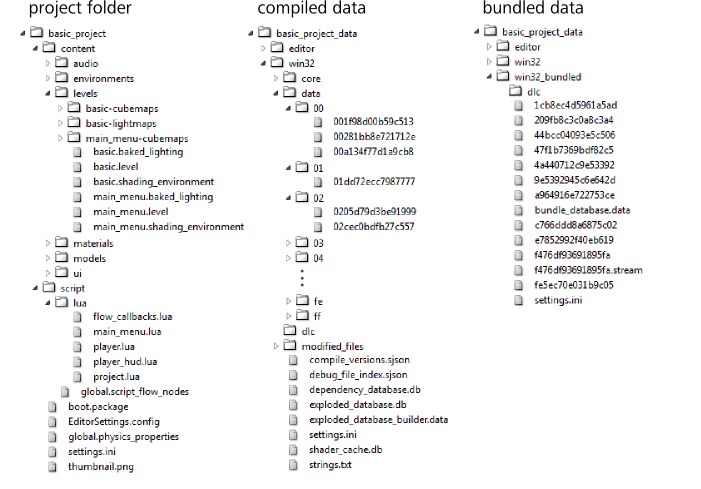 project folder
basic_project
content
audio
environments
levels
basic-cubemaps
basic-lightmaps
main_menu-cubemaps
basic.baked_lighting
basic.level
basic.shading_environment
main_menu.baked_lighting
main_menu.level
main_menu.shading_environment
materials
models
ui
script
lua
flow_callbacks.lua
main_menu.lua
player.lua
player_hud.lua
project.lua
global.script_flow_nodes
boot.package
EditorSettings.config
global.physics_properties
settings.ini
thumbnail.png
compiled data
basic_project_data
editor
win32
core
data
00
001f98d00b59c513
00281bb8e721712e
00a134f77d1a9cb8
01
01dd72ecc7987777
02
0205d79d3be91999
02cec0bdfb27c557
03
04
fe
ff
dlc
modified_files
compile_versions.sjson
debug_file_index.sjson
dependency_database.db
exploded_database.db
exploded_database_builder.data
settings.ini
shader_cache.db
strings.txt
bundled data
basic_project_data
editor
win32
win32_bundled
dlc
1cb8ec4d5961a5ad
209fb8c3c0a8c3a4
44bcc04093e5c506
47f1b7369bdf82c5
4a440712c9e53392
9e5392945c6e642d
a964916e722753ce
bundle_database.data
c766ddd8a6875c02
e7852992f40eb619
f476df93691895fa
f476df93691895fa.stream
fe5ec70e031b9c05
settings.ini